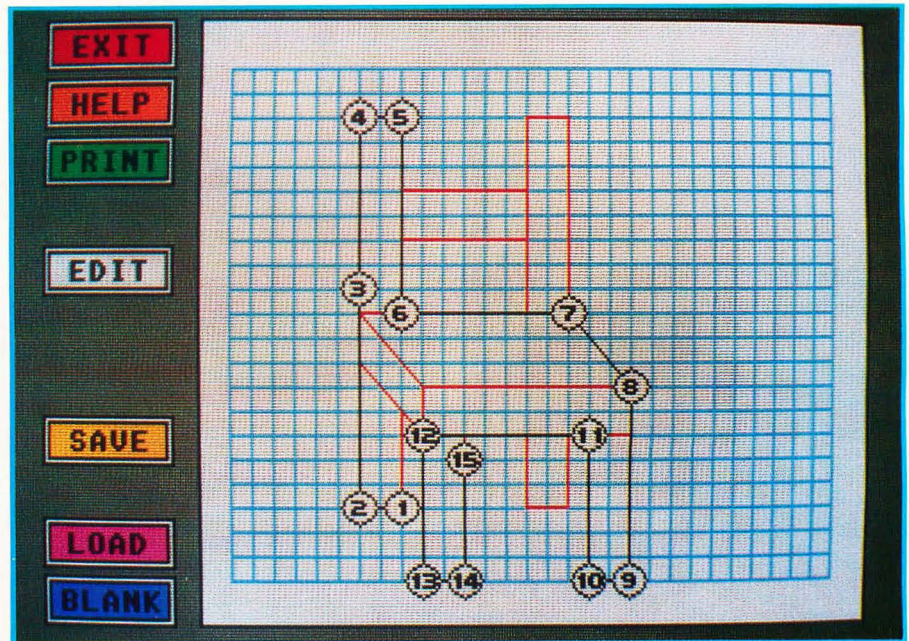 EXIT
HELP
PRINT
EDIT
SAVE
LOAD
BLANK
4 5
3
6 7
8
12 11
15
2 1
13 14 10 9